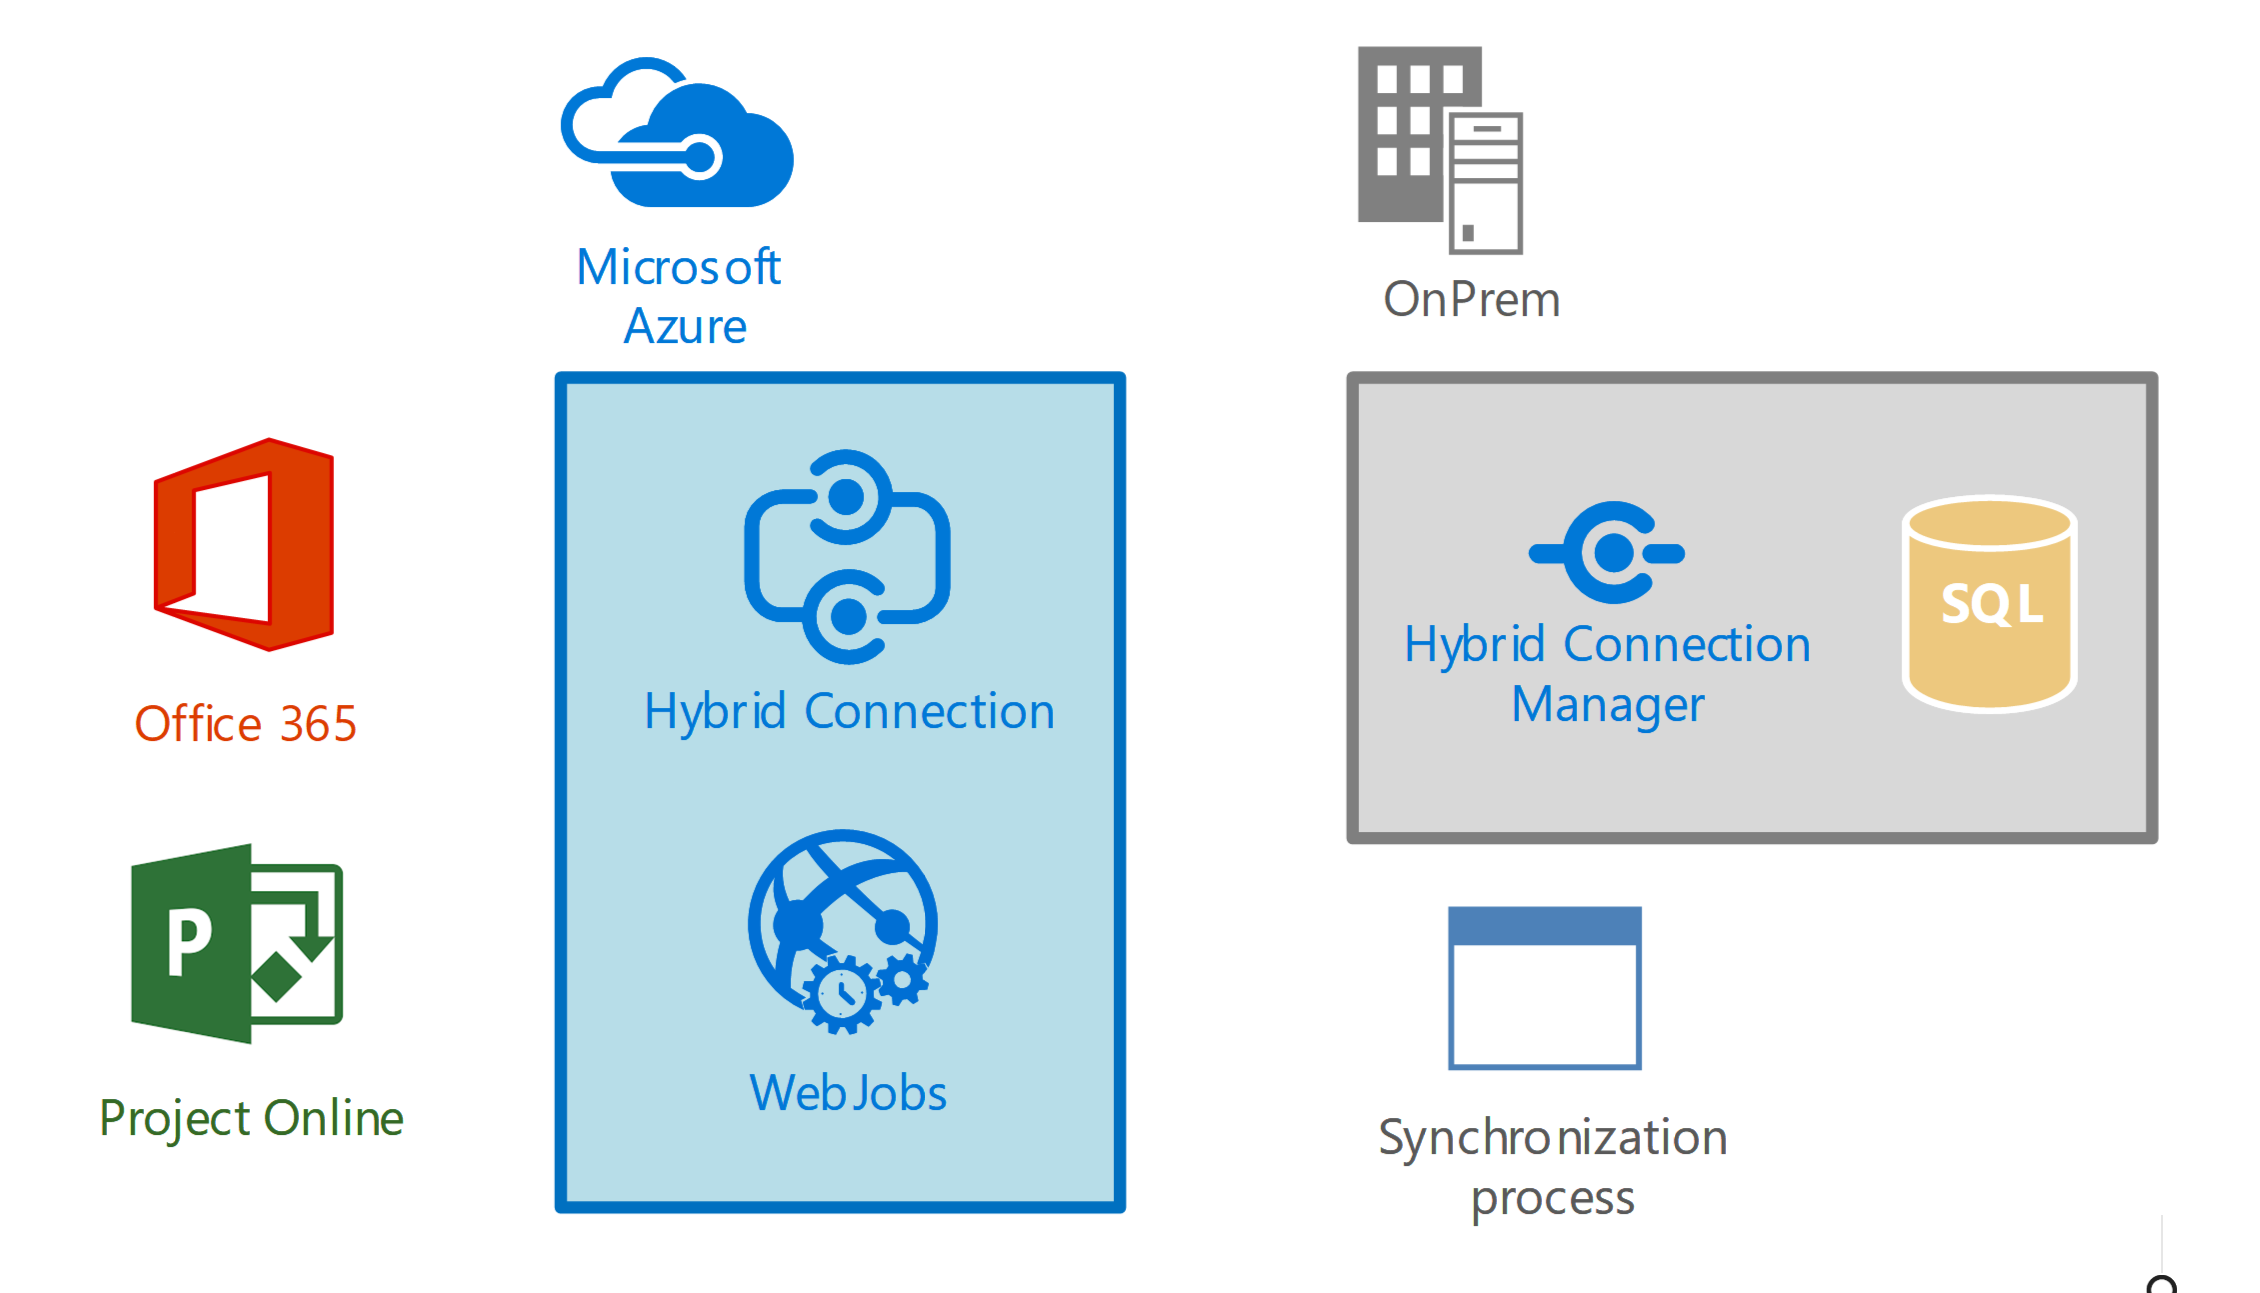 Microsoft
Azure
OnPrem
Office 365
Hybrid Connection
Hybrid Connection
Manager
SQL
P
Project Online
WebJobs
Synchronization
process